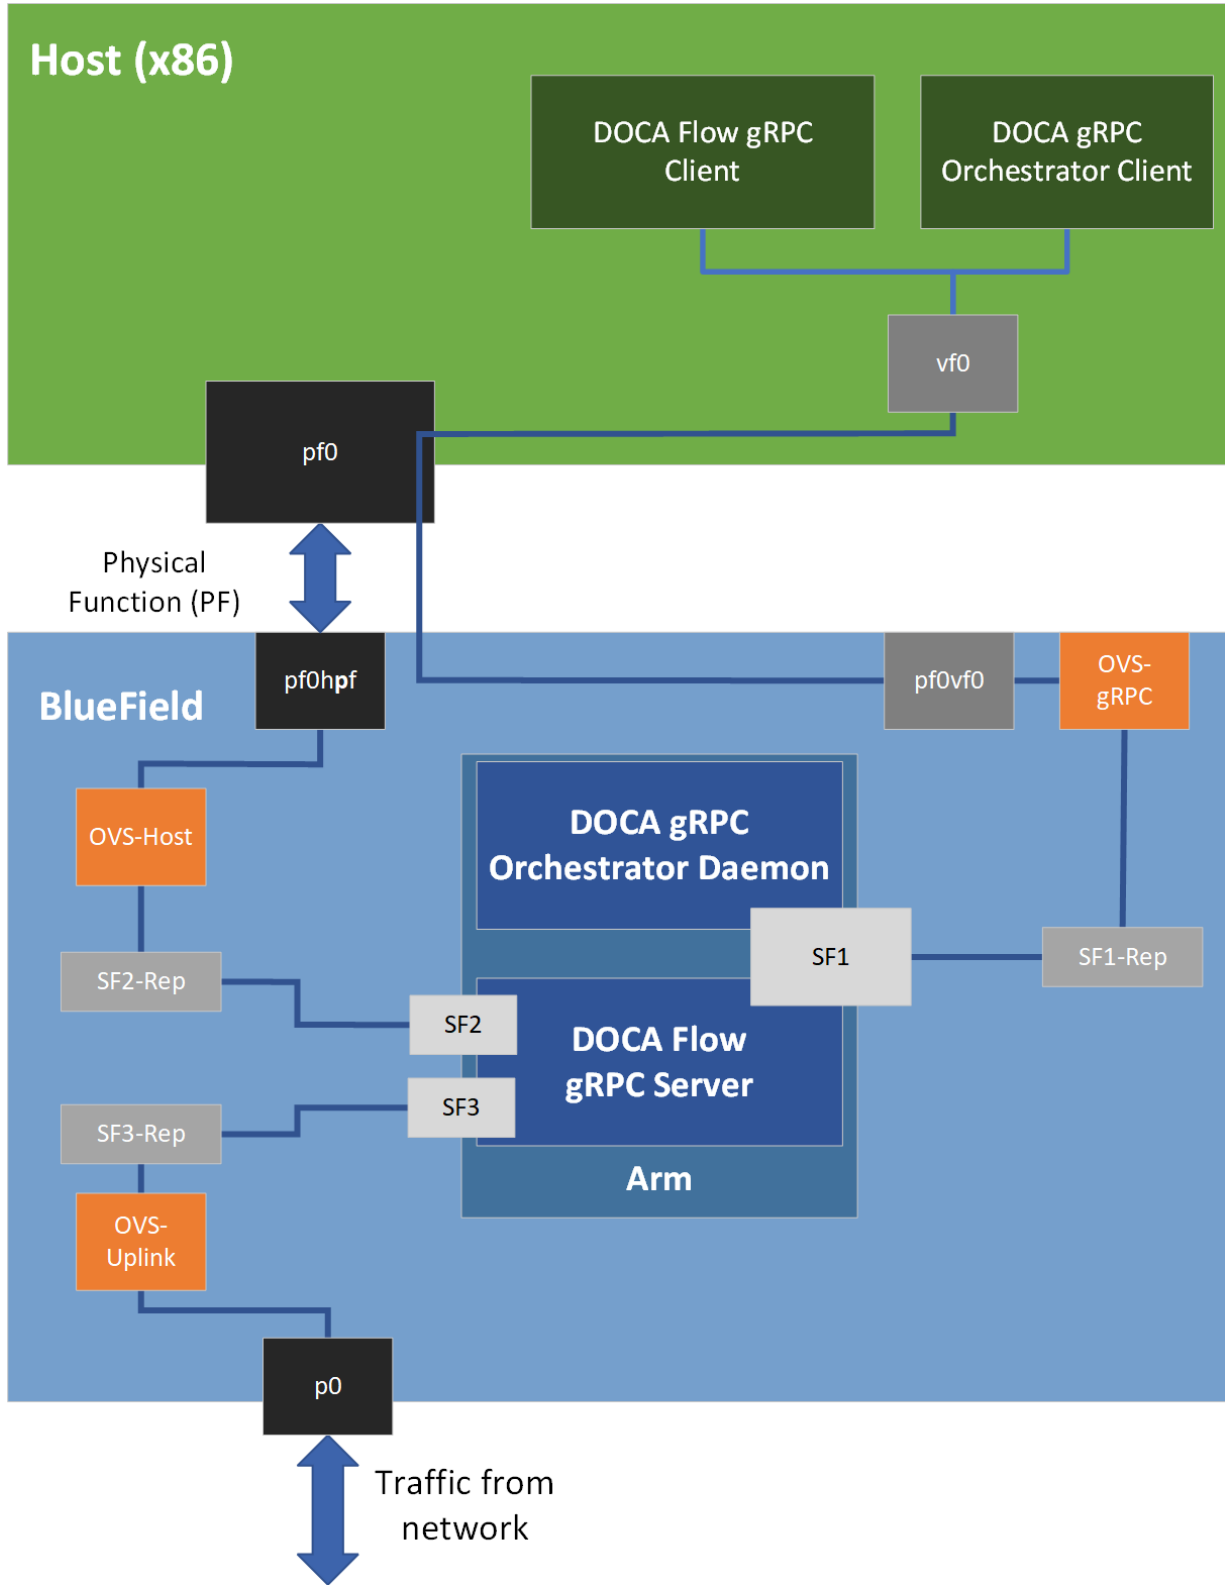 Host (x86)
DOCA Flow gRPC
Client
DOCA gRPC
Orchestrator Client
vf0
pf0
Physical
Function (PF)
pf0hpf
pf0vf0
OVS-
gRPC
BlueField
DOCA gRPC
Orchestrator Daemon
OVS-Host
SF1
SF1-Rep
SF2-Rep
SF2
DOCA Flow
gRPC Server
SF3
SF3-Rep
Arm
OVS-
Uplink
p0
Traffic from
network